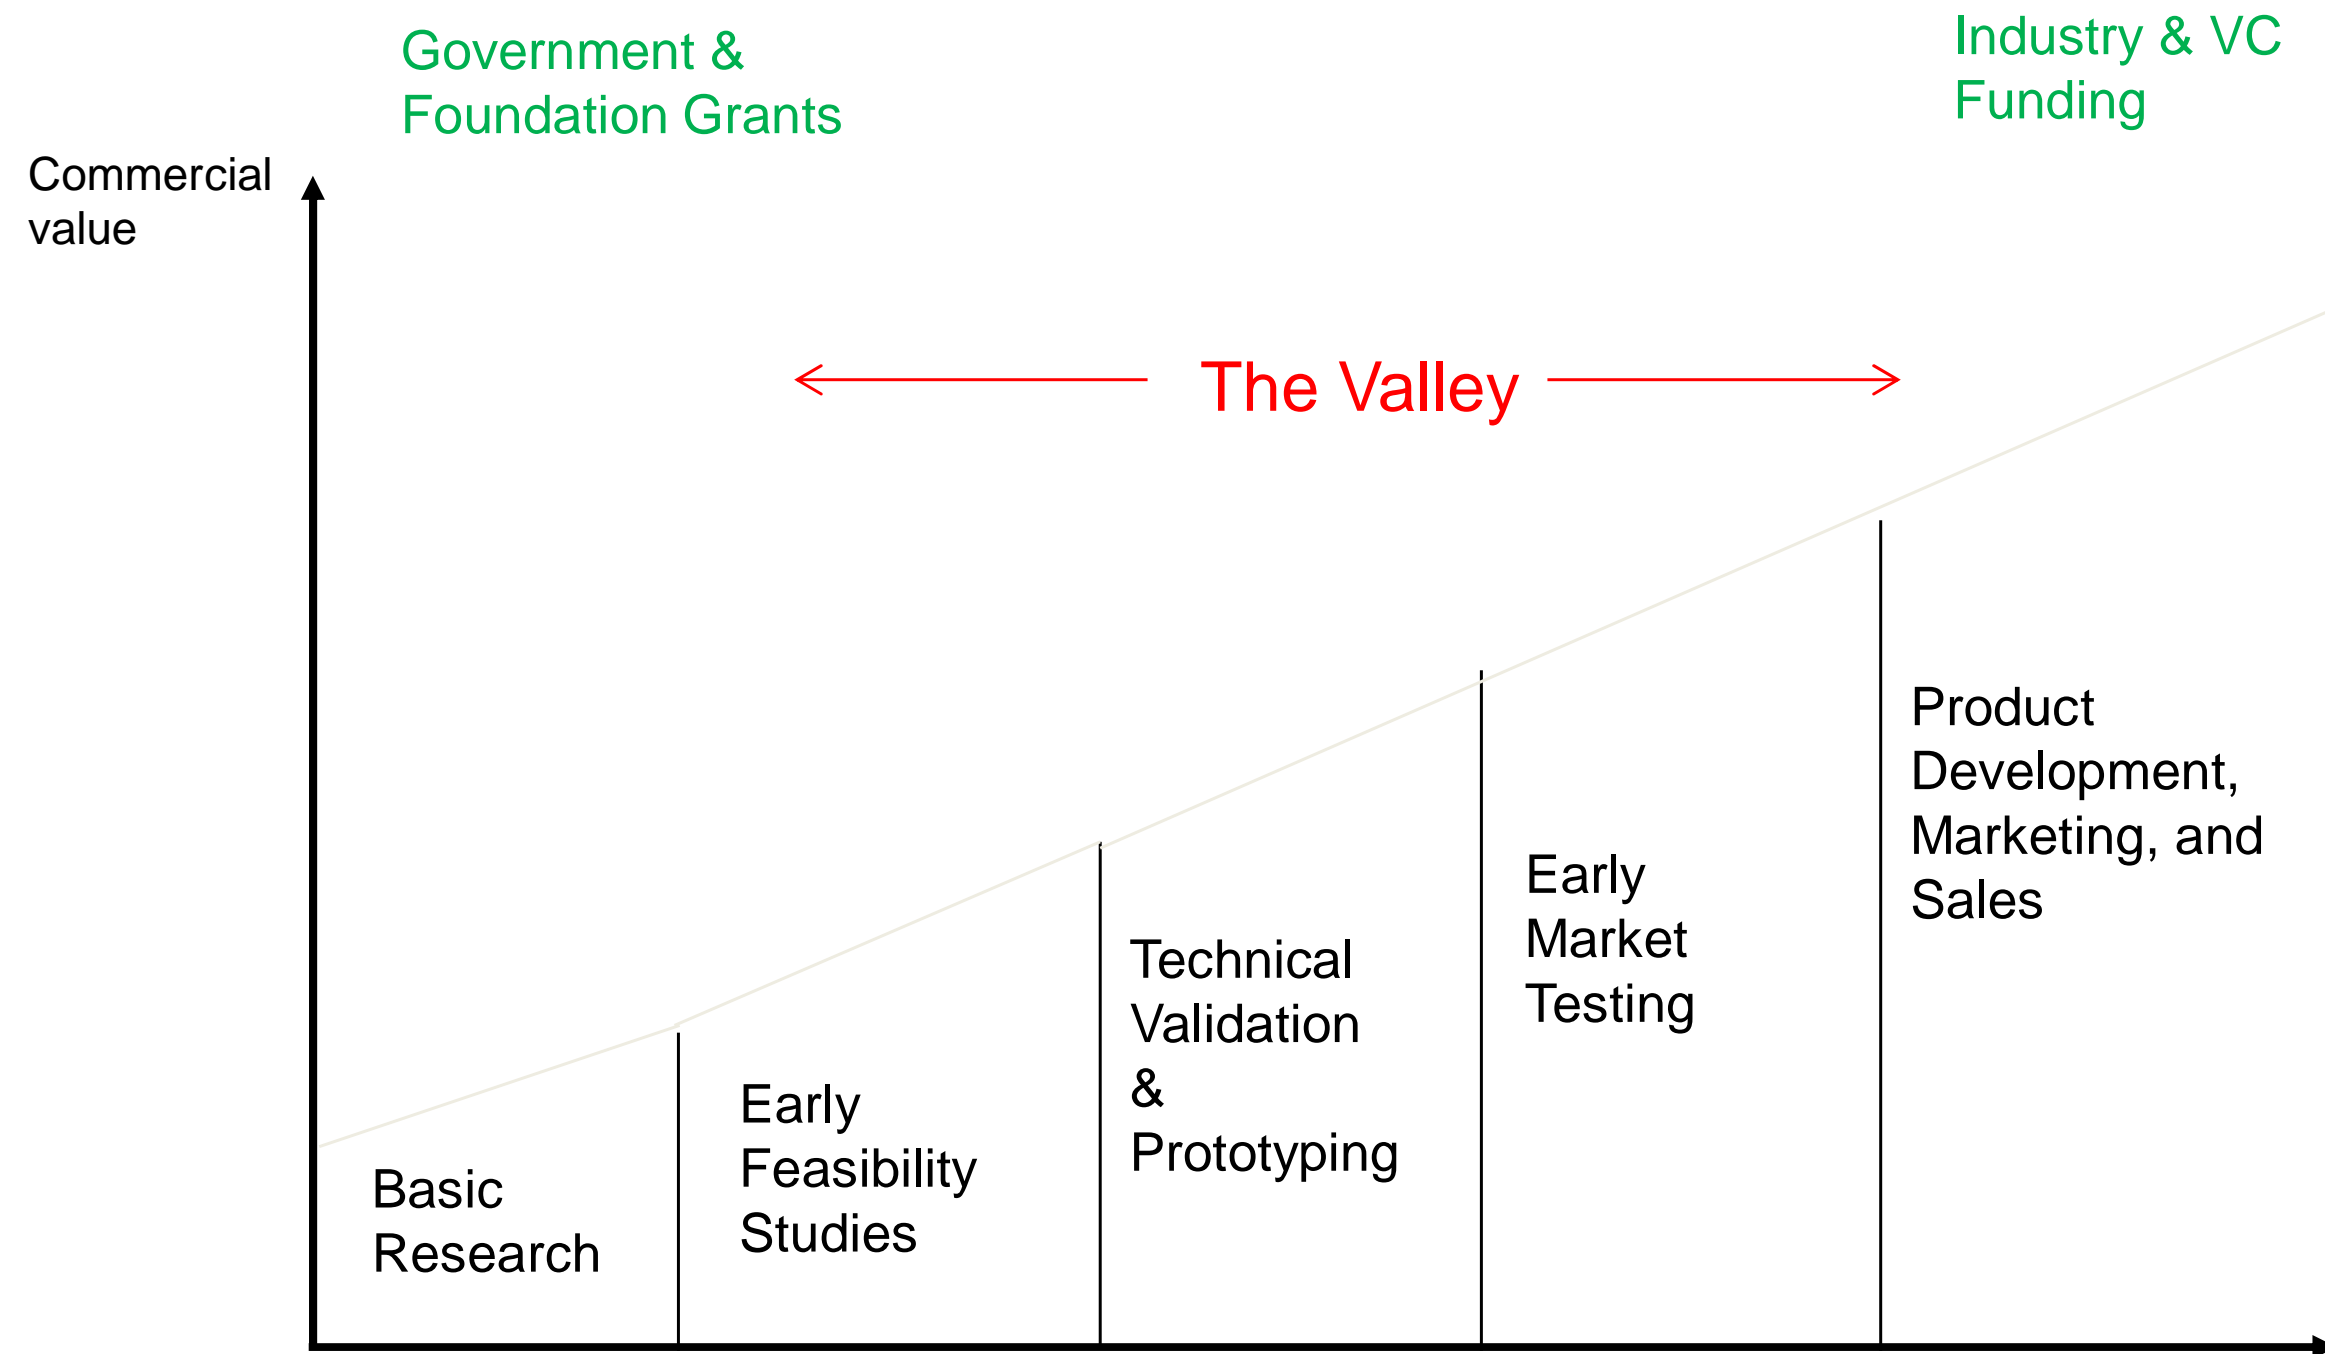 Government &
Foundation Grants
Industry & VC
Funding
Commercial
value
The Valley
Basic
Research
Early
Feasibility
Studies
Technical
Validation
&
Prototyping
Early
Market
Testing
Product
Development,
Marketing, and
Sales